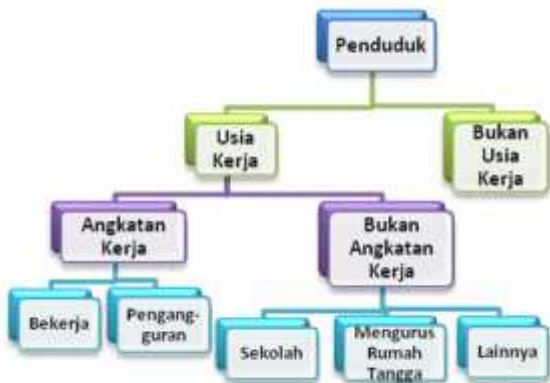 Penduduk
Usia
Kerja
Bukan
Usia
Kerja
Angkatan
Kerja
Bukan
Angkatan
Kerja
Bekerja
Pengang-
guran
Sekolah
Mengurus
Rumah
Tangga
Lainnya